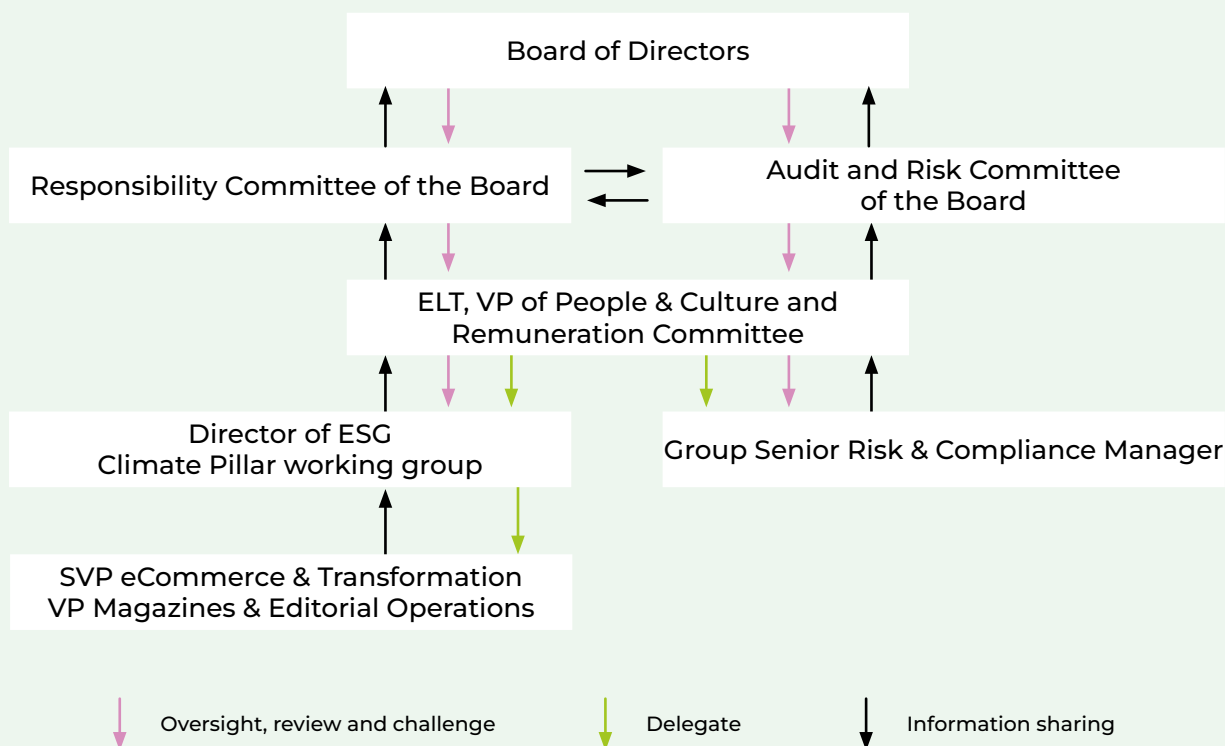 Board of Directors
Responsibility Committee of the Board
Audit and Risk Committee
of the Board
ELT, VP of People & Culture and
Remuneration Committee
Director of ESG
Climate Pillar working group
Group Senior Risk & Compliance Manager
SVP eCommerce & Transformation
VP Magazines & Editorial Operations
Oversight, review and challenge
Delegate
Information sharing